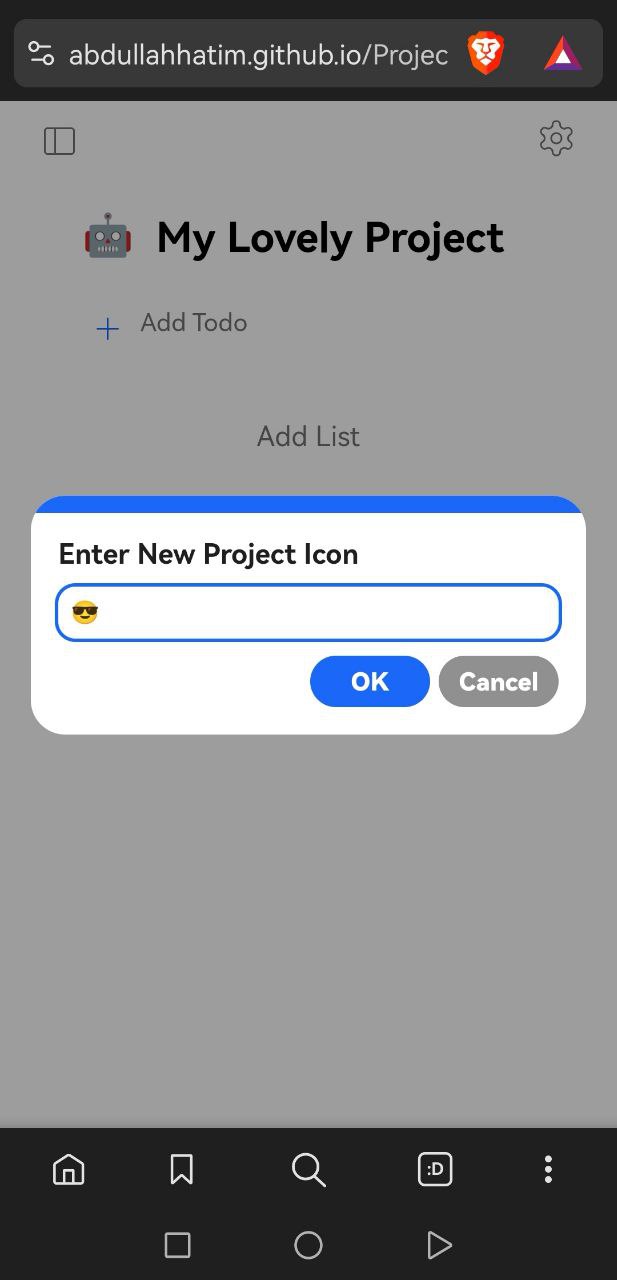 abdullahhatim.github.io/Projec
🤖 My Lovely Project
+ Add Todo
Add List
Enter New Project Icon
😎
OK Cancel
:D